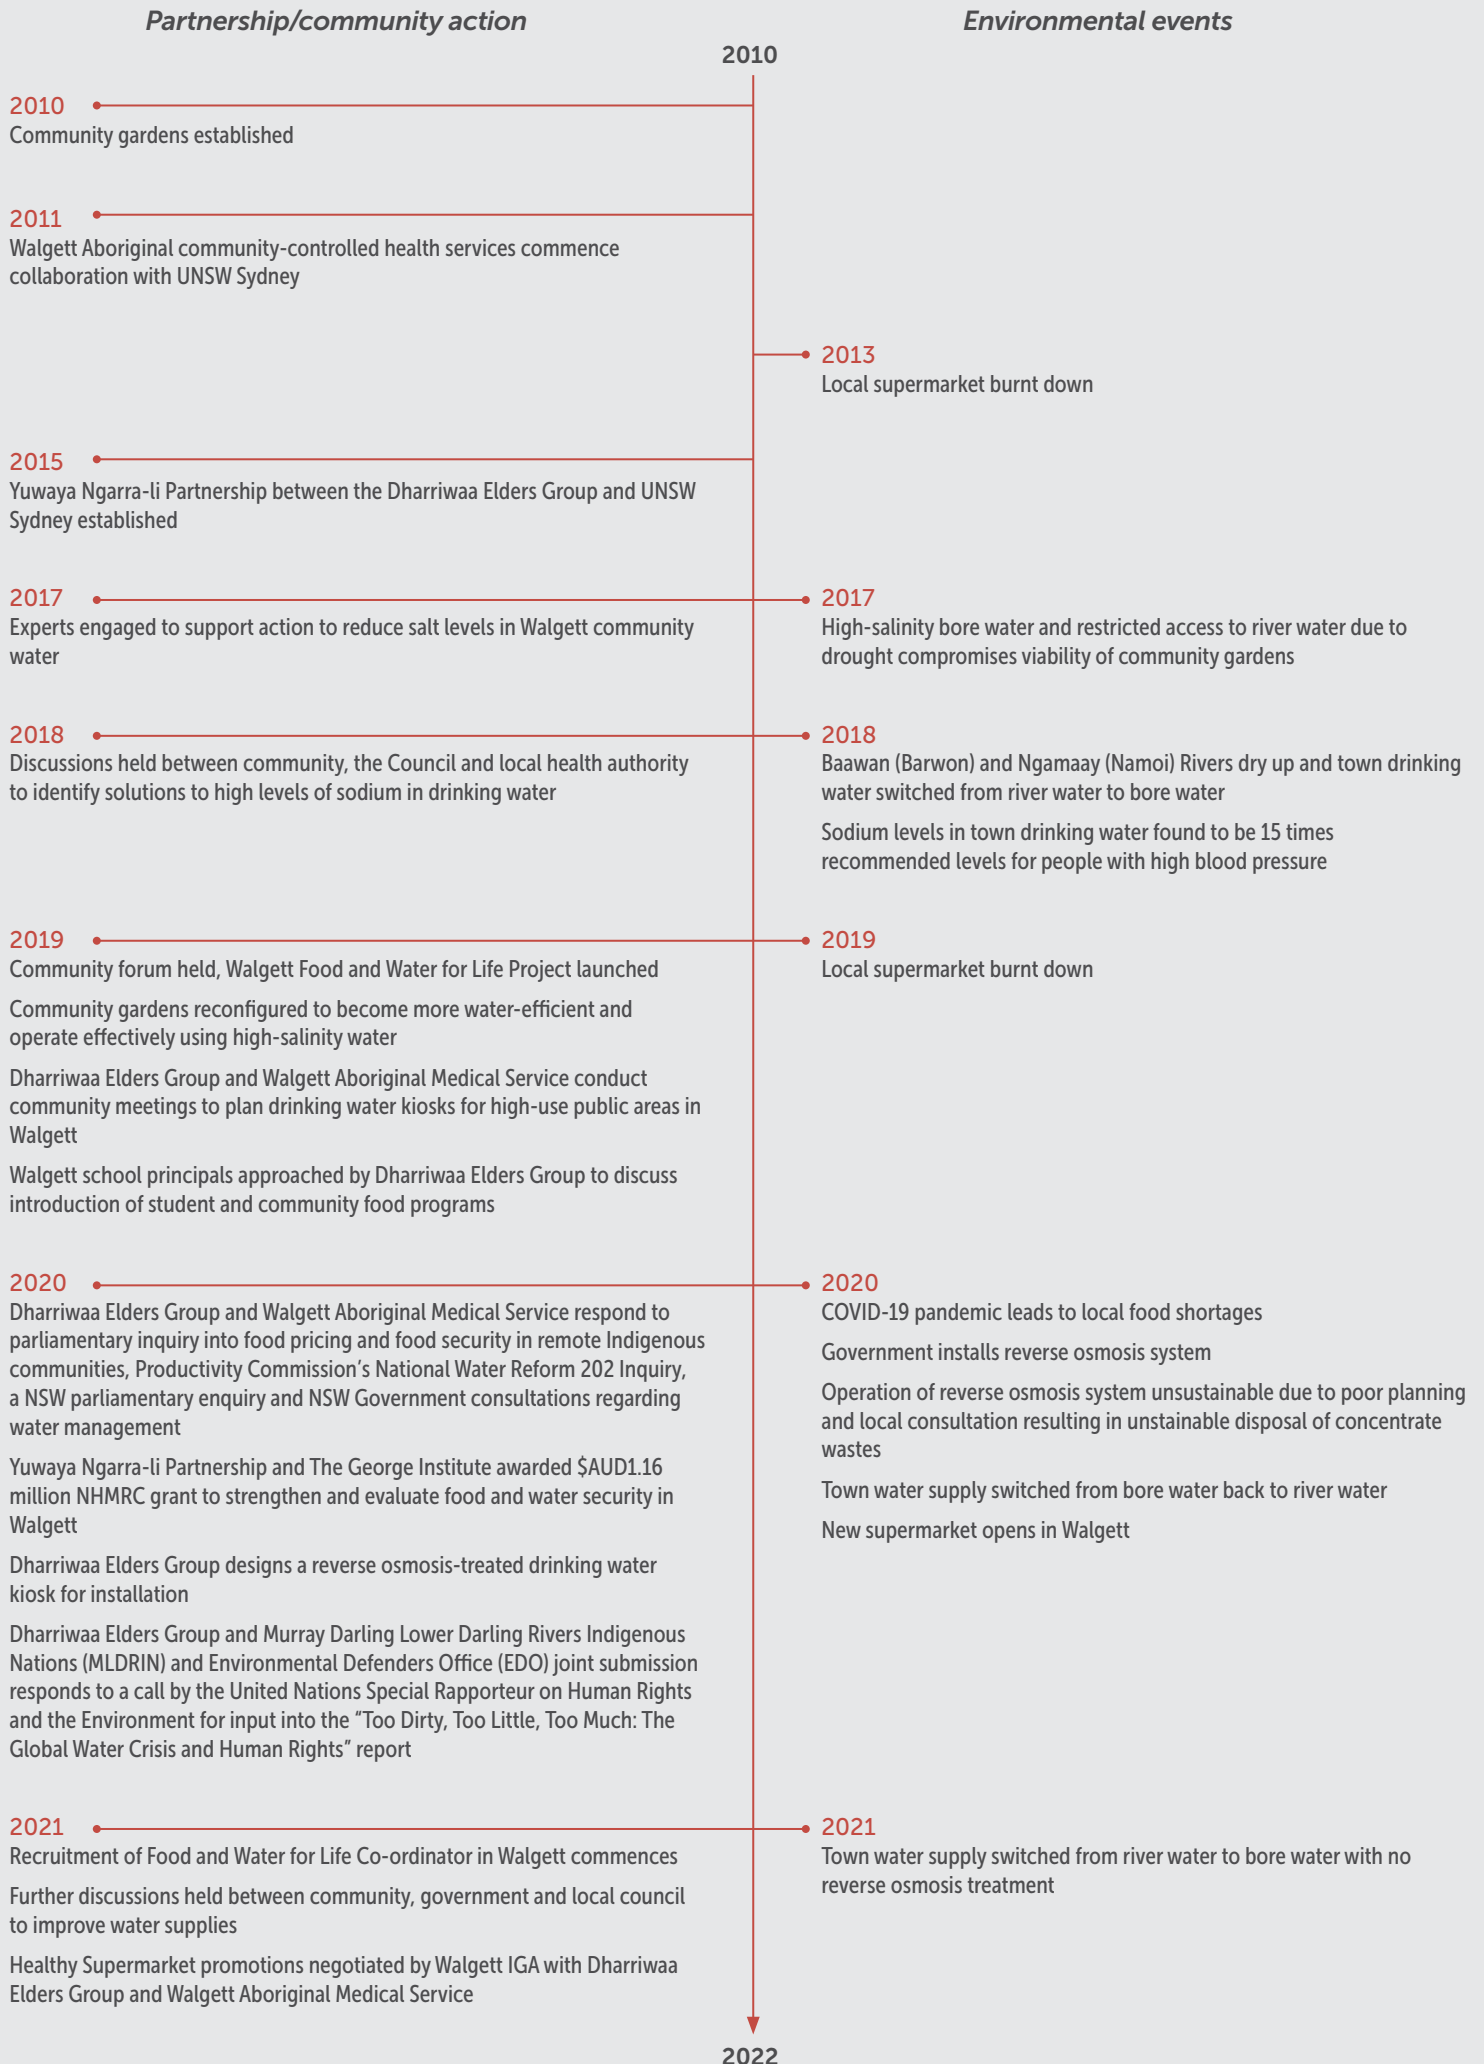 Partnership/community action
Environmental events
2010
2010
Community gardens established
2011
Walgett Aboriginal community-controlled health services commence
collaboration with UNSW Sydney
2013
Local supermarket burnt down
2015
Yuwaya Ngarra-li Partnership between the Dharriwaa Elders Group and UNSW
Sydney established
2017
Experts engaged to support action to reduce salt levels in Walgett community
water
2017
High-salinity bore water and restricted access to river water due to
drought compromises viability of community gardens
2018
Discussions held between community, the Council and local health authority
to identify solutions to high levels of sodium in drinking water
2018
Baawan (Barwon) and Ngamaay (Namoi) Rivers dry up and town drinking
water switched from river water to bore water
Sodium levels in town drinking water found to be 15 times
recommended levels for people with high blood pressure
2019
Community forum held, Walgett Food and Water for Life Project launched
Community gardens reconfigured to become more water-efficient and
operate effectively using high-salinity water
Dharriwaa Elders Group and Walgett Aboriginal Medical Service conduct
community meetings to plan drinking water kiosks for high-use public areas in
Walgett
Walgett school principals approached by Dharriwaa Elders Group to discuss
introduction of student and community food programs
2019
Local supermarket burnt down
2020
Dharriwaa Elders Group and Walgett Aboriginal Medical Service respond to
parliamentary inquiry into food pricing and food security in remote Indigenous
communities, Productivity Commission's National Water Reform 202 Inquiry,
a NSW parliamentary enquiry and NSW Government consultations regarding
water management
Yuwaya Ngarra-li Partnership and The George Institute awarded $AUD1.16
million NHMRC grant to strengthen and evaluate food and water security in
Walgett
Dharriwaa Elders Group designs a reverse osmosis-treated drinking water
kiosk for installation
Dharriwaa Elders Group and Murray Darling Lower Darling Rivers Indigenous
Nations (MLDRIN) and Environmental Defenders Office (EDO) joint submission
responds to a call by the United Nations Special Rapporteur on Human Rights
and the Environment for input into the “Too Dirty, Too Little, Too Much: The
Global Water Crisis and Human Rights” report
2020
COVID-19 pandemic leads to local food shortages
Government installs reverse osmosis system
Operation of reverse osmosis system unsustainable due to poor planning
and local consultation resulting in unstainable disposal of concentrate
wastes
Town water supply switched from bore water back to river water
New supermarket opens in Walgett
2021
Recruitment of Food and Water for Life Co-ordinator in Walgett commences
Further discussions held between community, government and local council
to improve water supplies
Healthy Supermarket promotions negotiated by Walgett IGA with Dharriwaa
Elders Group and Walgett Aboriginal Medical Service
2021
Town water supply switched from river water to bore water with no
reverse osmosis treatment
2022